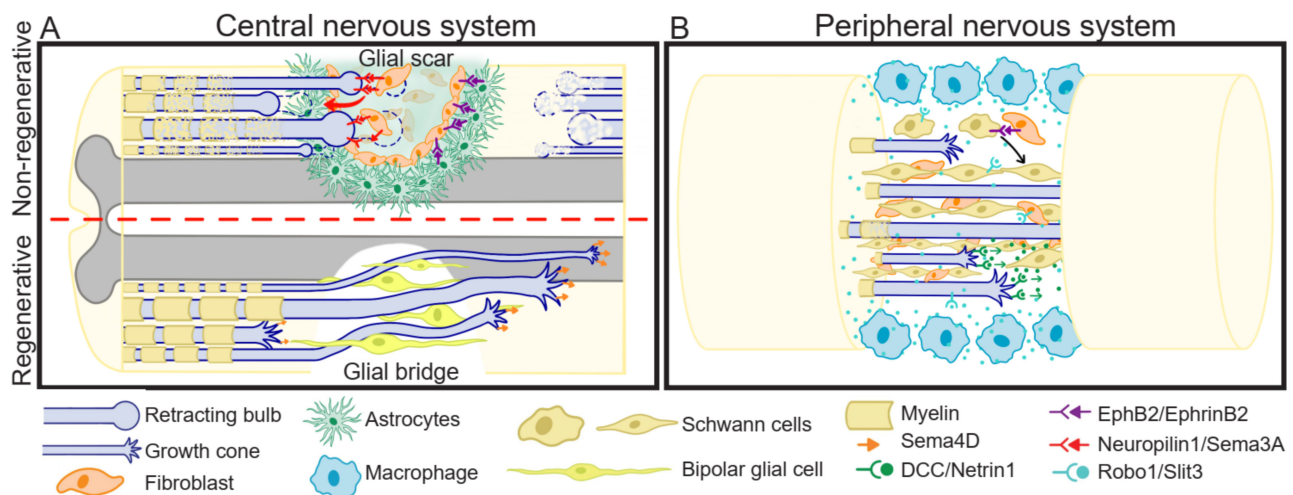 A
Central nervous system
B
Peripheral nervous system
Non-regenerative
Regenerative
Glial scar
Glial bridge
Retracting bulb
Growth cone
Fibroblast
Astrocytes
Macrophage
Schwann cells
Bipolar glial cell
Myelin
Sema4D
DCC/Netrin1
EphB2/EphrinB2
Neuropilin1/Sema3A
Robo1/Slit3